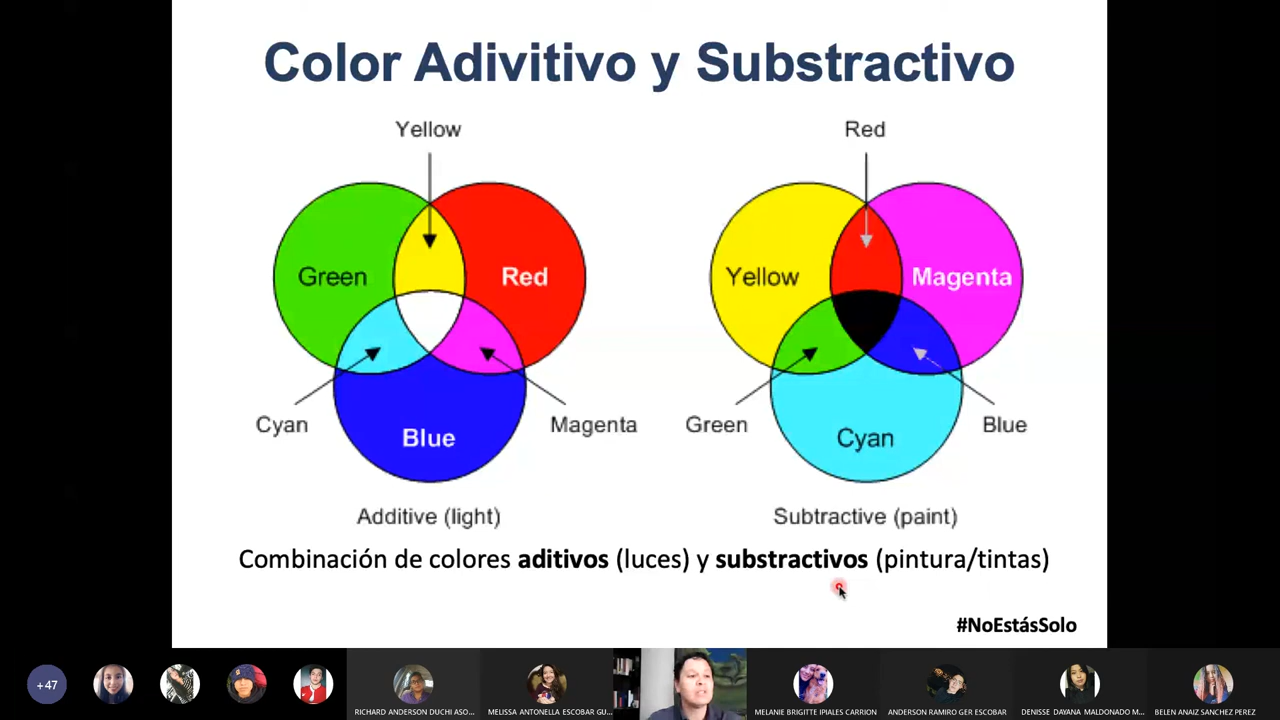 Color Adivitivo y Substractivo
Yellow
Red
Green
Red
Yellow
Magenta
Cyan
Blue
Magenta
Green
Cyan
Blue
Additive (light)
Subtractive (paint)
Combinación de colores aditivos (luces) y substractivos (pintura/tintas)
#NoEstásSolo
+47
RICHARD ANDERSON DUCHI ASO...
MELISSA ANTONELLA ESCOBAR GU...
MELANIE BRIGITTE IPIALES CARRION
ANDERSON RAMIRO GER ESCOBAR
DENISSE DAYANA MALDONADO M...
BELEN ANAIZ SANCHEZ PEREZ